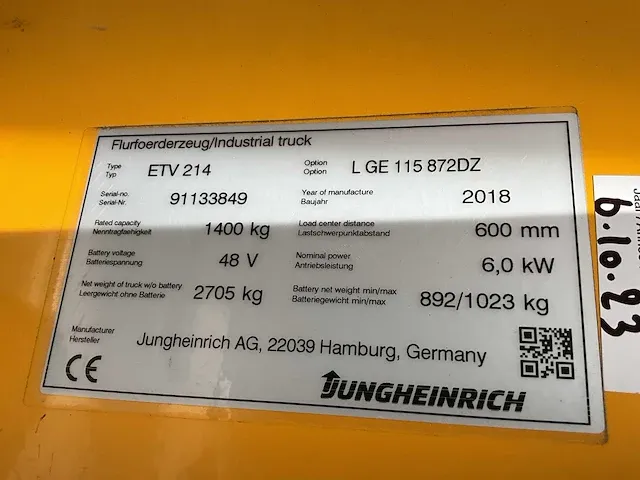 Flurfoerderzeug/Industrial truck
Type ETV 214 Option L GE 115 872DZ
Typ Option
Serial-no. 91133849 Year of manufacture 2018
Serial-Nr. Baujahr
Rated capacity 1400 kg Load center distance 600 mm
Nenntragfaehigkeit Lastschwerpunktabstand
Battery voltage 48 V Nominal power 6,0 kW
Batteriespannung Antriebsleistung
Net weight of truck w/o battery 2705 kg Battery net weight min/max 892/1023 kg
Leergewicht ohne Batterie Batteriegewicht min/max
Manufacturer Jungheinrich AG, 22039 Hamburg, Germany
Hersteller
CE
JUNGHEINRICH
6.10.23